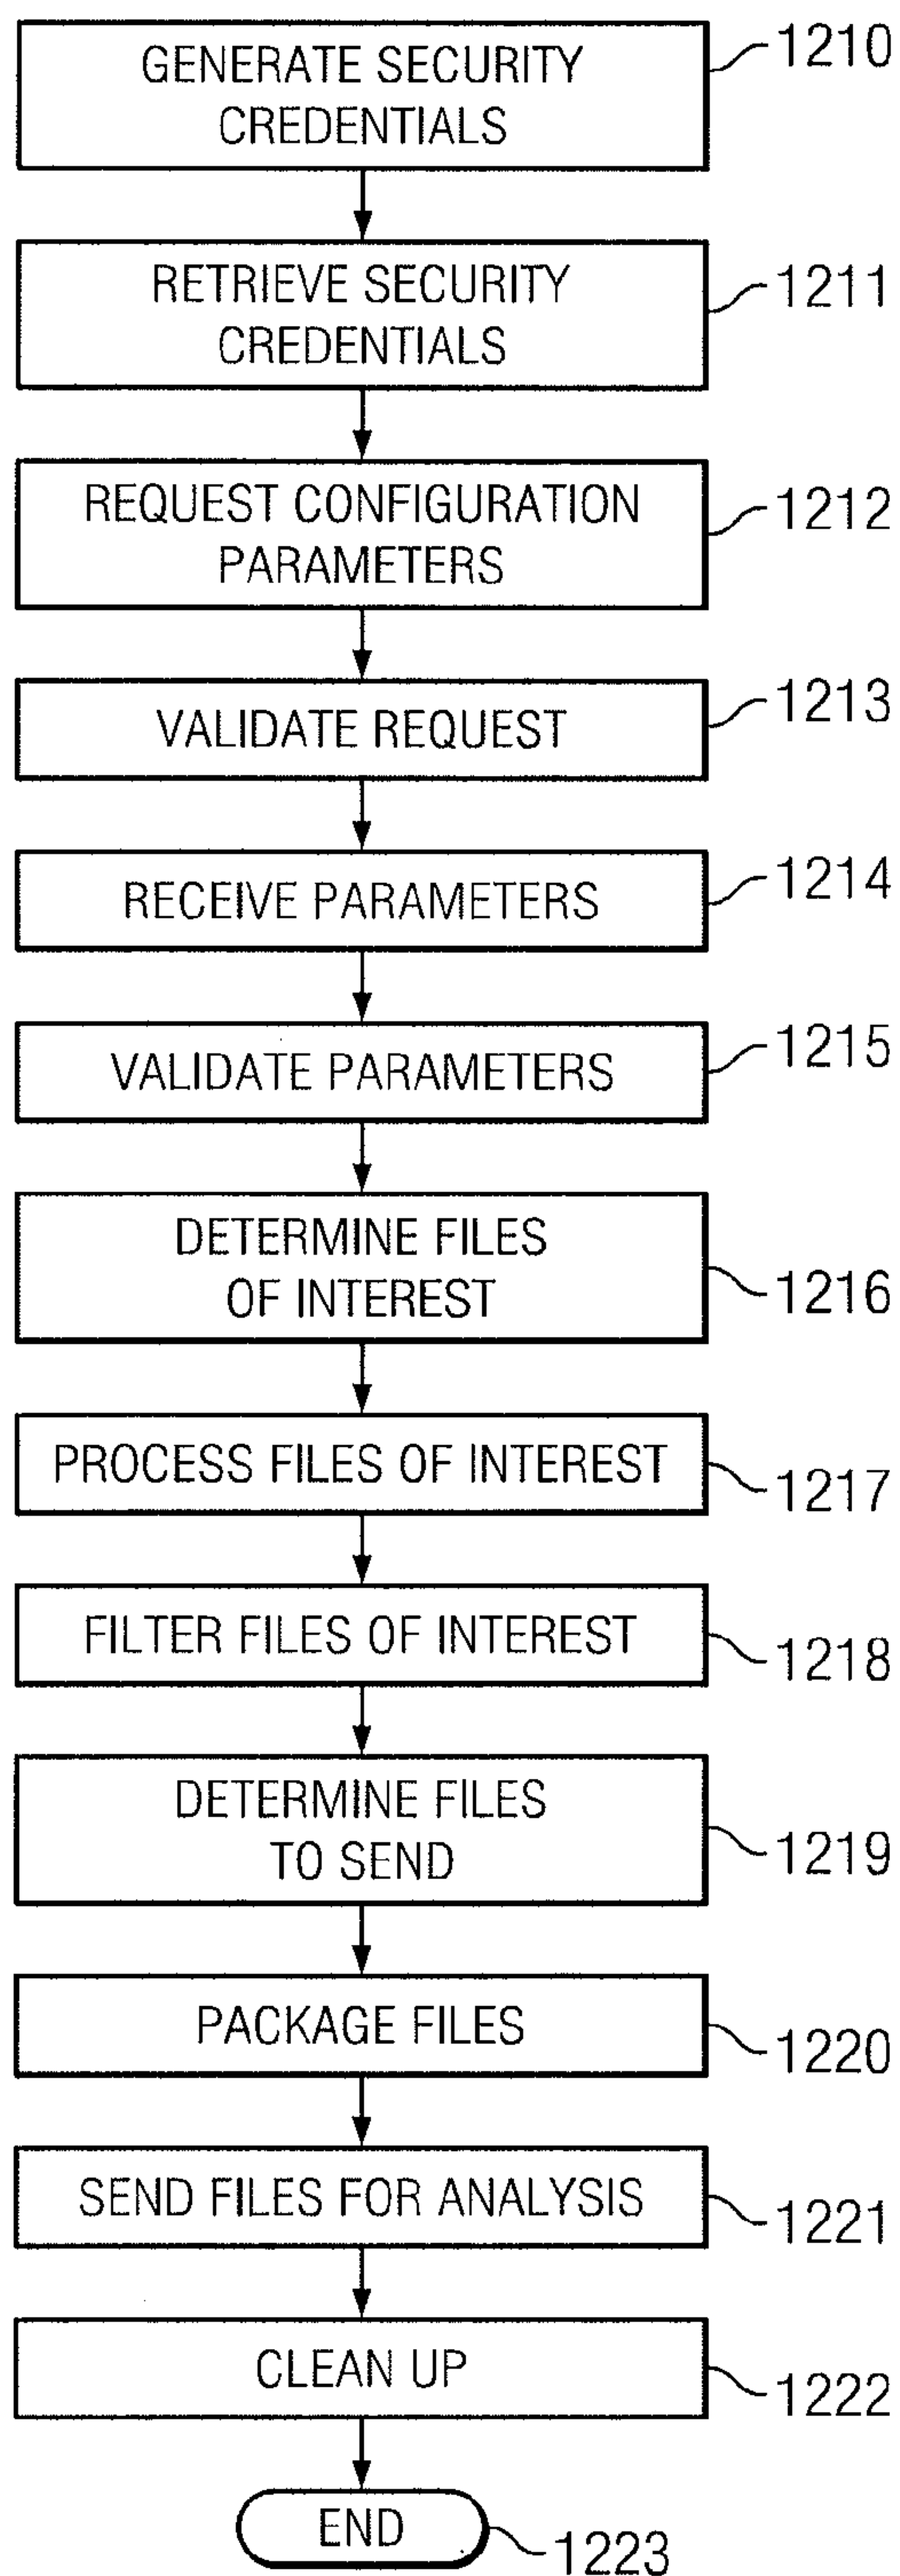 GENERATE SECURITY
CREDENTIALS
1210
RETRIEVE SECURITY
CREDENTIALS
1211
REQUEST CONFIGURATION
PARAMETERS
1212
VALIDATE REQUEST
1213
RECEIVE PARAMETERS
1214
VALIDATE PARAMETERS
1215
DETERMINE FILES
OF INTEREST
1216
PROCESS FILES OF INTEREST
1217
FILTER FILES OF INTEREST
1218
DETERMINE FILES
TO SEND
1219
PACKAGE FILES
1220
SEND FILES FOR ANALYSIS
1221
CLEAN UP
1222
END
1223